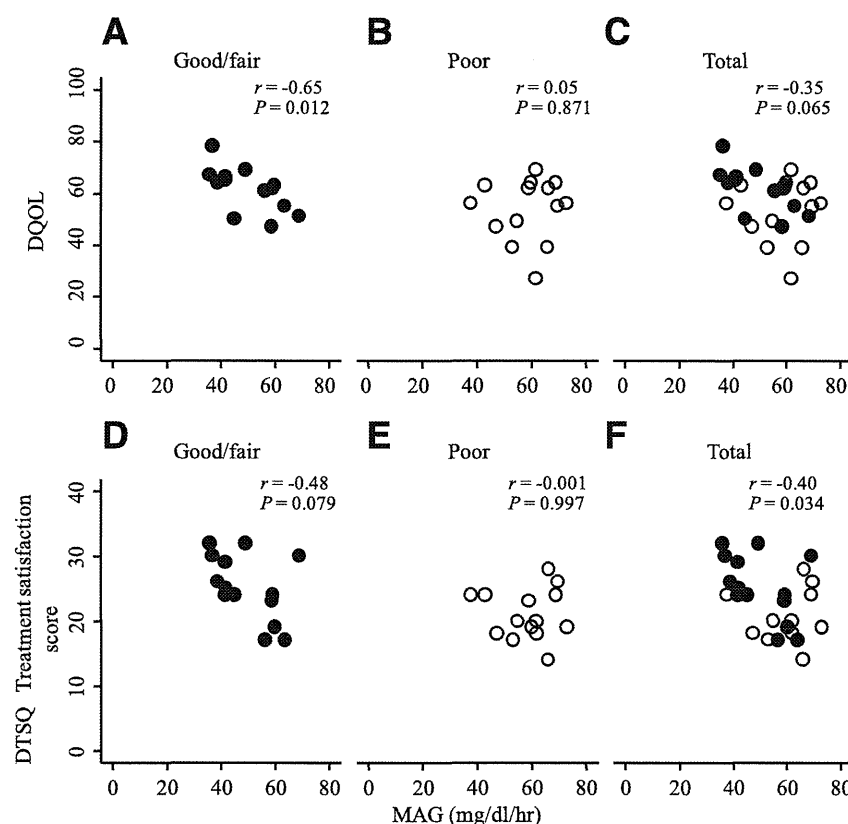 A B C
Good/fair Poor Total
r = -0.65 r = 0.05 r = -0.35
P = 0.012 P = 0.871 P = 0.065
DQOL
100
80
60
40
20
0
0 20 40 60 80 0 20 40 60 80 0 20 40 60 80
D E F
Good/fair Poor Total
r = -0.48 r = -0.001 r = -0.40
P = 0.079 P = 0.997 P = 0.034
DTSQ Treatment satisfaction
score
40
30
20
10
0
0 20 40 60 80 0 20 40 60 80 0 20 40 60 80
MAG (mg/dl/hr)